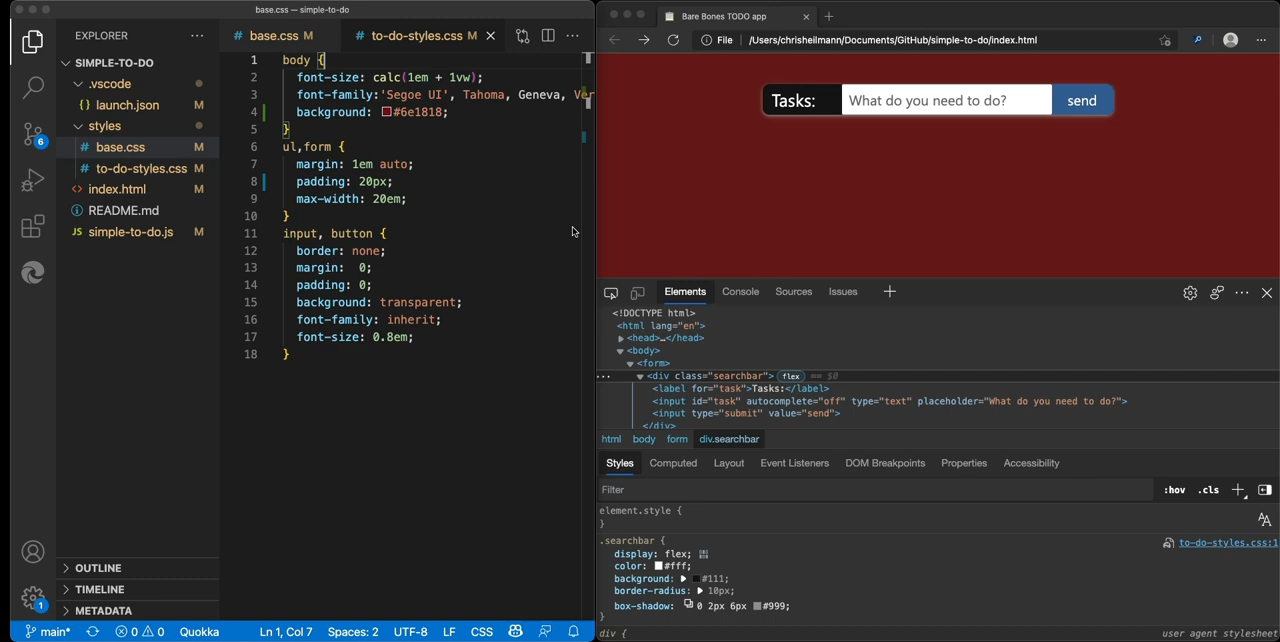 base.css — simple-to-do
EXPLORER
SIMPLE-TO-DO
.vscode
{} launch.json M
styles
# base.css M
# to-do-styles.css M
<> index.html M
README.md
JS simple-to-do.js M
6
1
OUTLINE
TIMELINE
METADATA
# base.css M
# to-do-styles.css M
1 body {
2 font-size: calc(1em + 1vw);
3 font-family:'Segoe UI', Tahoma, Geneva, Ver
4 background: #6e1818;
5 }
6 ul,form {
7 margin: 1em auto;
8 padding: 20px;
9 max-width: 20em;
10 }
11 input, button {
12 border: none;
13 margin:  0;
14 padding: 0;
15 background: transparent;
16 font-family: inherit;
17 font-size: 0.8em;
18 }
main* 0 0 Quokka Ln 1, Col 7 Spaces: 2 UTF-8 LF CSS
Bare Bones TODO app
File /Users/chrisheilmann/Documents/GitHub/simple-to-do/index.html
Tasks: What do you need to do? send
Elements Console Sources Issues
<!DOCTYPE html>
<html lang="en">
<head>…</head>
<body>
<form>
<div class="searchbar"> flex == $0
<label for="task">Tasks:</label>
<input id="task" autocomplete="off" type="text" placeholder="What do you need to do?">
<input type="submit" value="send">
</div>
html body form div.searchbar
Styles Computed Layout Event Listeners DOM Breakpoints Properties Accessibility
Filter :hov .cls
element.style {
}
.searchbar { to-do-styles.css:1
display: flex;
color: #fff;
background: #111;
border-radius: 10px;
box-shadow: 0 2px 6px #999;
}
div { user agent stylesheet